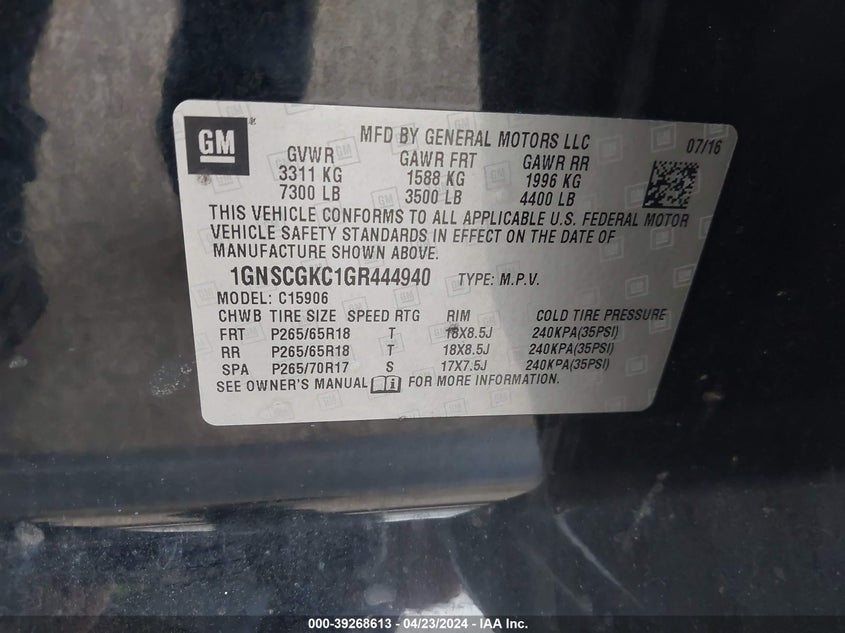 GM
MFD BY GENERAL MOTORS LLC 07/16
GVWR GAWR FRT GAWR RR
3311 KG 1588 KG 1996 KG
7300 LB 3500 LB 4400 LB
THIS VEHICLE CONFORMS TO ALL APPLICABLE U.S. FEDERAL MOTOR
VEHICLE SAFETY STANDARDS IN EFFECT ON THE DATE OF
MANUFACTURE SHOWN ABOVE.
1GNSCGKC1GR444940 TYPE: M.P.V.
MODEL: C15906
CHWB TIRE SIZE SPEED RTG RIM COLD TIRE PRESSURE
FRT P265/65R18 T 18X8.5J 240KPA(35PSI)
RR P265/65R18 T 18X8.5J 240KPA(35PSI)
SPA P265/70R17 S 17X7.5J 240KPA(35PSI)
SEE OWNER'S MANUAL FOR MORE INFORMATION.
000-39268613 - 04/23/2024 - IAA Inc.